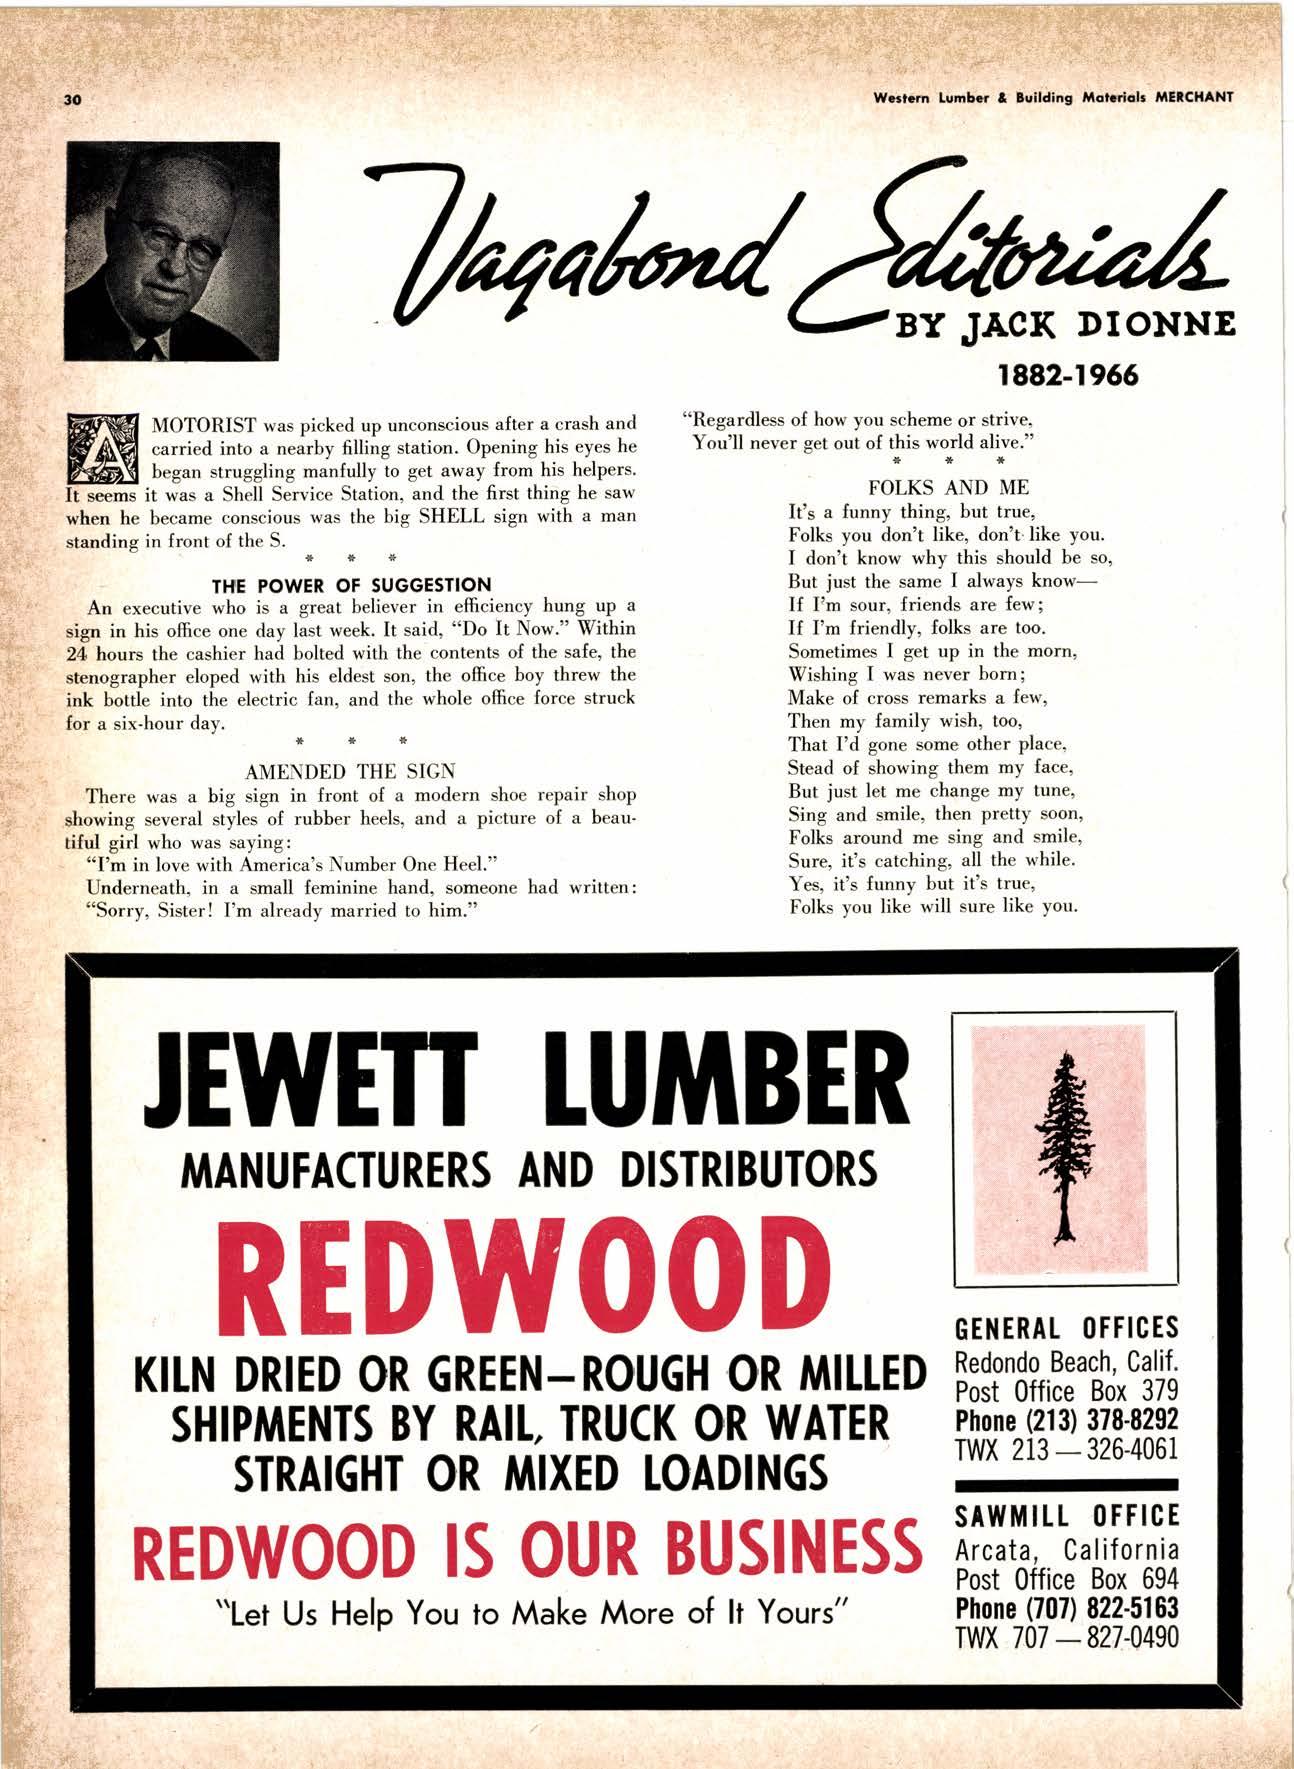 30
Western Lumber & Building Materials MERCHANT
Vagabond Editorials
BY JACK DIONNE
1882-1966
A MOTORIST was picked up unconscious after a crash and
carried into a nearby filling station. Opening his eyes he
began struggling manfully to get away from his helpers.
It seems it was a Shell Service Station, and the first thing he saw
when he became conscious was the big SHELL sign with a man
standing in front of the S.
* * *
THE POWER OF SUGGESTION
An executive who is a great believer in efficiency hung up a
sign in his office one day last week. It said, “Do It Now.” Within
24 hours the cashier had bolted with the contents of the safe, the
stenographer eloped with his eldest son, the office boy threw the
ink bottle into the electric fan, and the whole office force struck
for a six-hour day.
* * *
AMENDED THE SIGN
There was a big sign in front of a modern shoe repair shop
showing several styles of rubber heels, and a picture of a beau-
tiful girl who was saying:
“I'm in love with America's Number One Heel.”
Underneath, in a small feminine hand, someone had written:
“Sorry, Sister! I'm already married to him.”
“Regardless of how you scheme or strive,
You'll never get out of this world alive.”
* * *
FOLKS AND ME
It's a funny thing, but true,
Folks you don't like, don't like you.
I don't know why this should be so,
But just the same I always know—
If I'm sour, friends are few;
If I'm friendly, folks are too.
Sometimes I get up in the morn,
Wishing I was never born;
Make of cross remarks a few,
Then my family wish, too,
That I'd gone some other place,
Stead of showing them my face,
But just let me change my tune,
Sing and smile, then pretty soon,
Folks around me sing and smile,
Sure, it's catching, all the while.
Yes, it's funny but it's true,
Folks you like will sure like you.
JEWETT LUMBER
MANUFACTURERS AND DISTRIBUTORS
REDWOOD
KILN DRIED OR GREEN—ROUGH OR MILLED
SHIPMENTS BY RAIL, TRUCK OR WATER
STRAIGHT OR MIXED LOADINGS
REDWOOD IS OUR BUSINESS
"Let Us Help You to Make More of It Yours"
GENERAL OFFICES
Redondo Beach, Calif.
Post Office Box 379
Phone (213) 378-8292
TWX 213 — 326-4061
SAWMILL OFFICE
Arcata, California
Post Office Box 694
Phone (707) 822-5163
TWX 707 — 827-0490